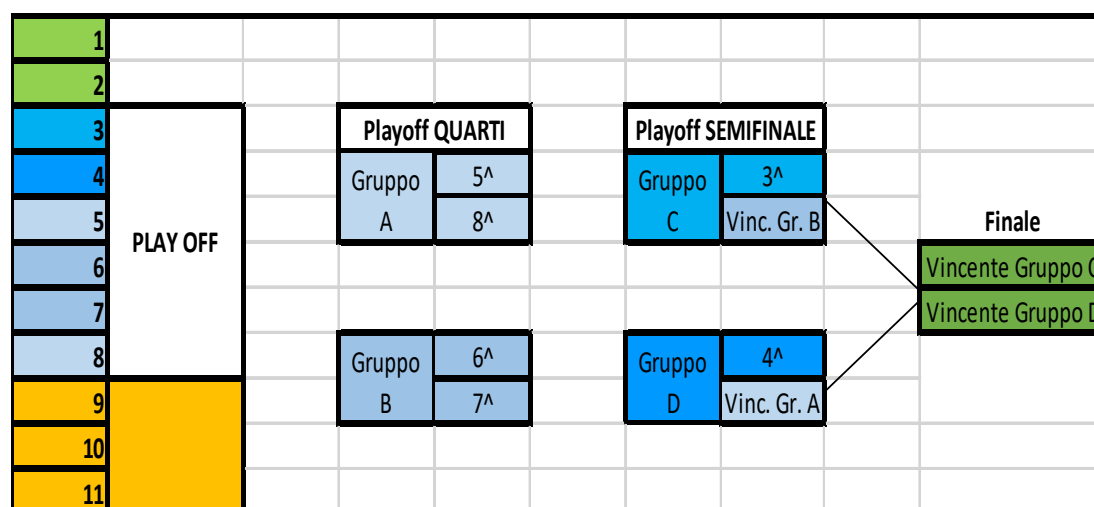 1
2
3
4
5
6
7
8
9
10
11
PLAY OFF
Playoff QUARTI
Gruppo A
5^
8^
Gruppo B
6^
7^
Playoff SEMIFINALE
Gruppo C
3^
Vinc. Gr. B
Gruppo D
4^
Vinc. Gr. A
Finale
Vincente Gruppo C
Vincente Gruppo D